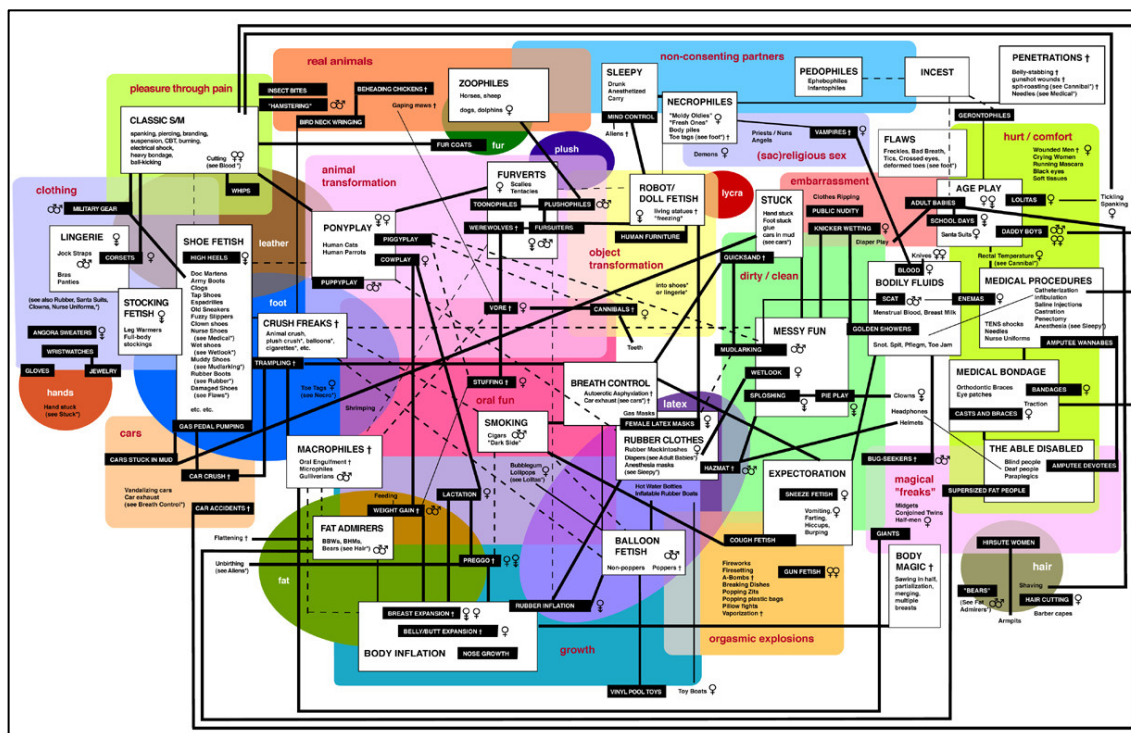 real animals
non-consenting partners
pleasure through pain
INSECT BITES
"HAMSTERING"
BEHEADING CHICKENS †
Gaping maws †
BIRD NECK WRINGING
ZOOPHILES
Horses, sheep
dogs, dolphins
SLEEPY
Drunk
Anesthetized
Carry
MIND CONTROL
Aliens †
PEDOPHILES
Ephebophiles
Infantophiles
INCEST
PENETRATIONS †
Belly-stabbing †
gunshot wounds †
spit-roasting (see Cannibal*) †
Needles (see Medical*)
NECROPHILES
"Moldy Oldies"
"Fresh Ones"
Body piles
Toe tags (see foot*) †
Demons
Priests / Nuns
Angels
VAMPIRES †
(sac)religious sex
GERONTOPHILES
CLASSIC S/M
spanking, piercing, branding,
suspension, CBT, burning,
electrical shock,
heavy bondage,
ball-kicking
Cutting
(see Blood*)
WHIPS
FUR COATS
fur
plush
lycra
FLAWS
Freckles, Bad Breath,
Tics, Crossed eyes,
deformed toes (see foot*)
hurt / comfort
Wounded Men †
Crying Women
Running Mascara
Black eyes
Soft tissues
Tickling
Spanking
clothing
MILITARY GEAR
LINGERIE
Jock Straps
Bras
Panties
CORSETS
(see also Rubber, Santa Suits,
Clowns, Nurse Uniforms,*)
ANGORA SWEATERS
WRISTWATCHES
GLOVES
JEWELRY
hands
Hand stuck
(see Stuck*)
STOCKING
FETISH
Leg Warmers
Full-body
stockings
SHOE FETISH
HIGH HEELS
Doc Martens
Army Boots
Clogs
Tap Shoes
Espadrilles
Old Sneakers
Fuzzy Slippers
Clown shoes
Nurse Shoes
(see Medical*)
Wet shoes
(see Wetlook*)
Muddy Shoes
(see Mudlarking*)
Rubber Boots
(see Rubber*)
Damaged Shoes
(see Flaws*)
etc. etc.
GAS PEDAL PUMPING
leather
foot
animal
transformation
PONYPLAY
Human Cats
Human Parrots
PUPPYPLAY
PIGGYPLAY
COWPLAY
FURVERTS
Scalies
Tentacles
TOONOPHILES
PLUSHOPHILES
WEREWOLVES †
FURSUITERS
ROBOT/
DOLL FETISH
living statues †
"freezing"
HUMAN FURNITURE
object
transformation
into shoes*
or lingerie*
STUCK
Hand stuck
Foot stuck
glue
cars in mud
(see cars*)
QUICKSAND †
embarrassment
Clothes Ripping
PUBLIC NUDITY
KNICKER WETTING
Diaper Play
AGE PLAY
ADULT BABIES
SCHOOL DAYS
Santa Suits
LOLITAS
DADDY BOYS
Rectal Temperature
(see Cannibal*)
Knives
BLOOD
BODILY FLUIDS
SCAT
ENEMAS
Menstrual Blood, Breast Milk
GOLDEN SHOWERS
Snot, Spit, Phlegm, Toe Jam
MEDICAL PROCEDURES
Catheterization
Infibulation
Saline Injections
Castration
Penectomy
Anesthesia (see Sleepy*)
TENS shocks
Needles
Nurse Uniforms
AMPUTEE WANNABES
MEDICAL BONDAGE
Orthodontic Braces
Eye patches
BANDAGES
Traction
CASTS AND BRACES
dirty / clean
MESSY FUN
MUDLARKING
WETLOOK
SPLOSHING
PIE PLAY
Clowns
Headphones
Helmets
CRUSH FREAKS †
Animal crush,
plush crush*, balloons*,
cigarettes*, etc.
TRAMPLING †
Toe Tags
(see Necro*)
Shrimping
VORE †
CANNIBALS †
Teeth
STUFFING †
oral fun
BREATH CONTROL
Autoerotic Asphyxiation †
Car exhaust (see cars*) †
Gas Masks
FEMALE LATEX MASKS
latex
SMOKING
Cigars
"Dark Side"
Bubblegum
Lollipops
(see Lolitas*)
RUBBER CLOTHES
Rubber Mackintoshes
Diapers (see Adult Babies*)
Anesthesia masks
(see Sleepy*)
Hot Water Bottles
Inflatable Rubber Boats
HAZMAT †
EXPECTORATION
SNEEZE FETISH
Vomiting,
Farting,
Hiccups,
Burping
COUGH FETISH
BUG-SEEKERS †
magical
"freaks"
Midgets
Conjoined Twins
Half-men
GIANTS
THE ABLE DISABLED
Blind people
Deaf people
Paraplegics
AMPUTEE DEVOTEES
SUPERSIZED FAT PEOPLE
cars
CARS STUCK IN MUD
CAR CRUSH †
Vandalizing cars
Car exhaust
(see Breath Control*)
CAR ACCIDENTS †
MACROPHILES †
Oral Engulfment †
Microphiles
Gulliverians
Feeding
WEIGHT GAIN
LACTATION
FAT ADMIRERS
BBWs, BHMs,
Bears (see Hair*)
Flattening †
Unbirthing †
(see Aliens*)
fat
PREGGO †
BREAST EXPANSION †
BELLY/BUTT EXPANSION †
BODY INFLATION
NOSE GROWTH
growth
RUBBER INFLATION
BALLOON
FETISH
Non-poppers
Poppers †
VINYL POOL TOYS
Toy Boats
Fireworks
Firesetting
A-Bombs †
Breaking Dishes
Popping Zits
Popping plastic bags
Pillow fights
Vaporization †
GUN FETISH
orgasmic explosions
BODY
MAGIC †
Sawing in half,
partialization,
merging,
multiple
breasts
HIRSUTE WOMEN
hair
"BEARS"
(See Fat
Admirers*)
Shaving
HAIR CUTTING
Barber capes
Armpits